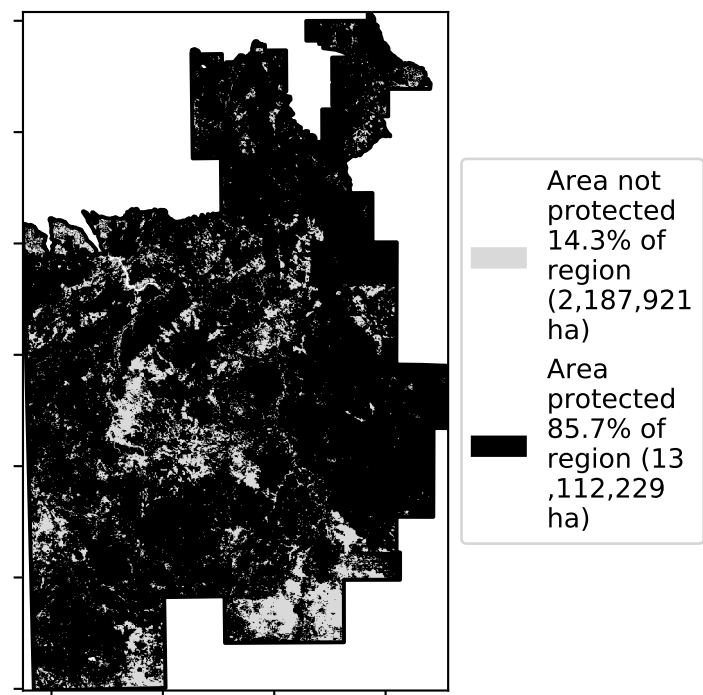 Area not
protected
14.3% of
region
(2,187,921
ha)
Area
protected
85.7% of
region (13
,112,229
ha)